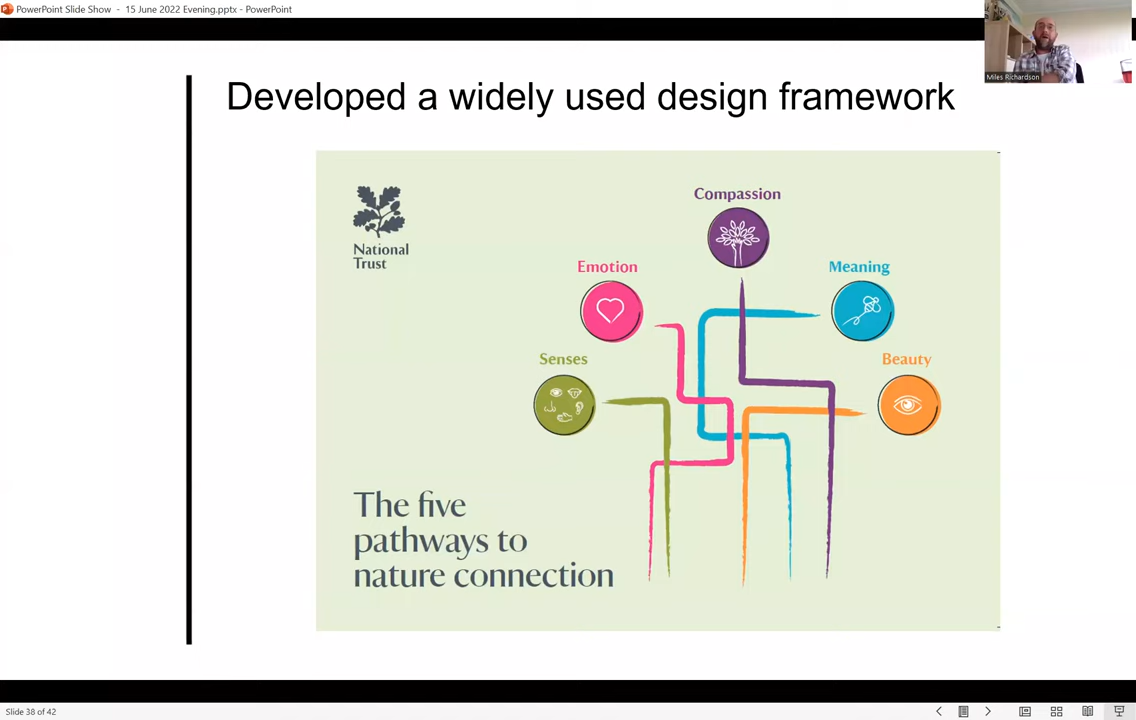 PowerPoint Slide Show - 15 June 2022 Evening.pptx - PowerPoint
Miles Richardson
Developed a widely used design framework
National
Trust
Compassion
Emotion
Meaning
Senses
Beauty
The five
pathways to
nature connection
Slide 38 of 42